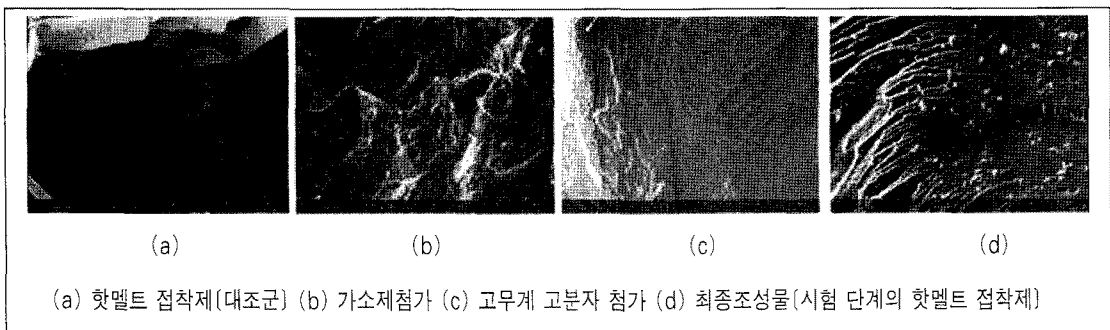 (a) (b) (c) (d)
(a) 핫멜트 접착제[대조군] (b) 가소제첨가 (c) 고무계 고분자 첨가 (d) 최종조성물[시험 단계의 핫멜트 접착제]